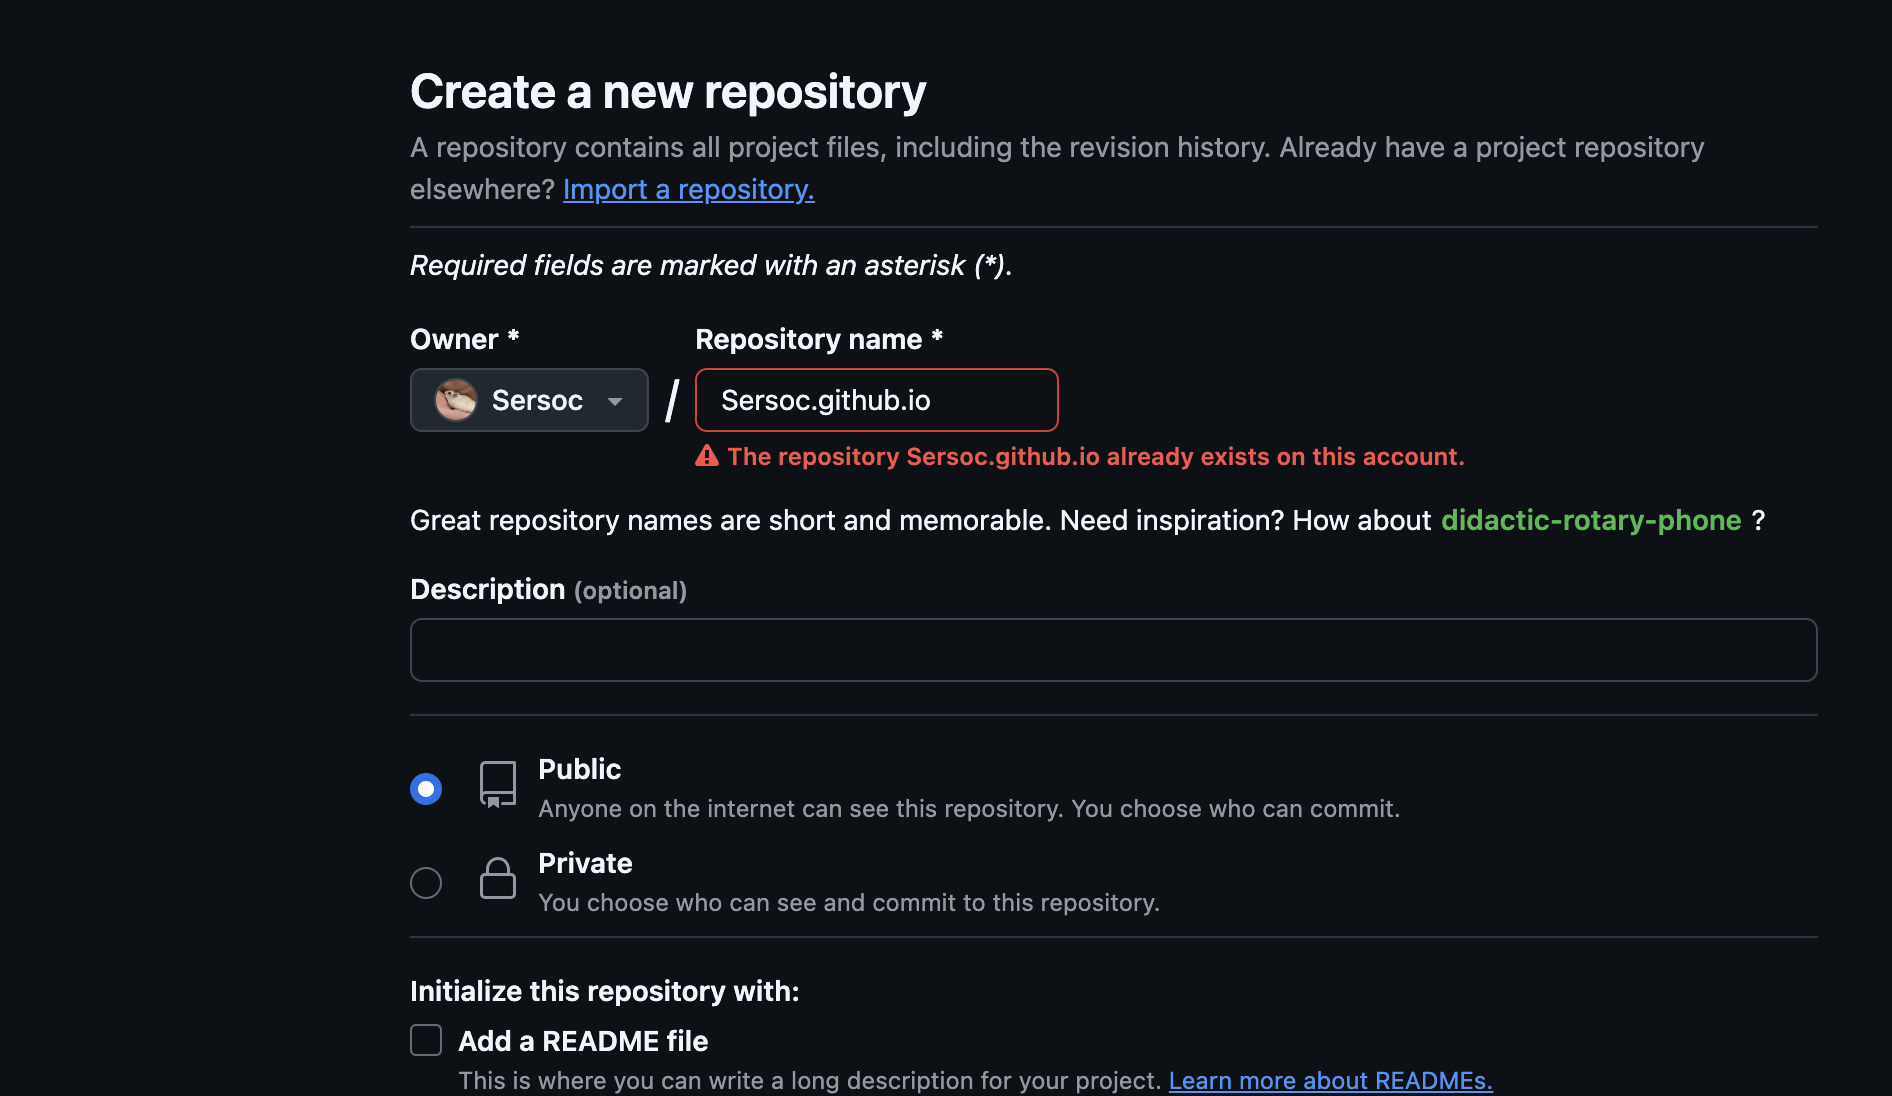 Create a new repository
A repository contains all project files, including the revision history. Already have a project repository
elsewhere? Import a repository.
Required fields are marked with an asterisk (*).
Owner * Repository name *
Sersoc / Sersoc.github.io
The repository Sersoc.github.io already exists on this account.
Great repository names are short and memorable. Need inspiration? How about didactic-rotary-phone ?
Description (optional)
Public
Anyone on the internet can see this repository. You choose who can commit.
Private
You choose who can see and commit to this repository.
Initialize this repository with:
Add a README file
This is where you can write a long description for your project. Learn more about READMEs.